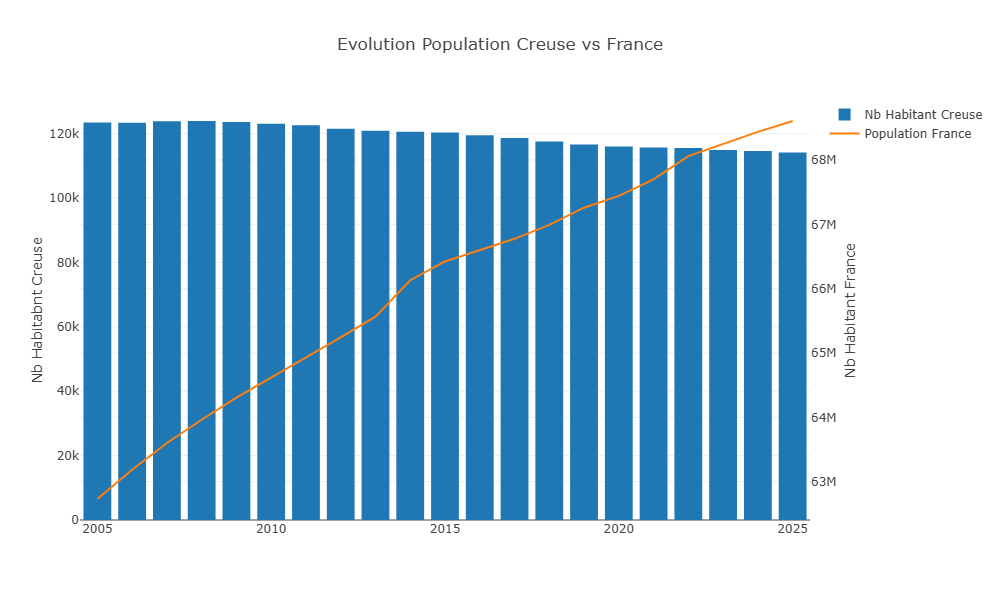 Evolution Population Creuse vs France
Nb Habitant Creuse
Population France
120k
100k
80k
60k
40k
20k
0
Nb Habitabnt Creuse
68M
67M
66M
65M
64M
63M
Nb Habitant France
2005
2010
2015
2020
2025